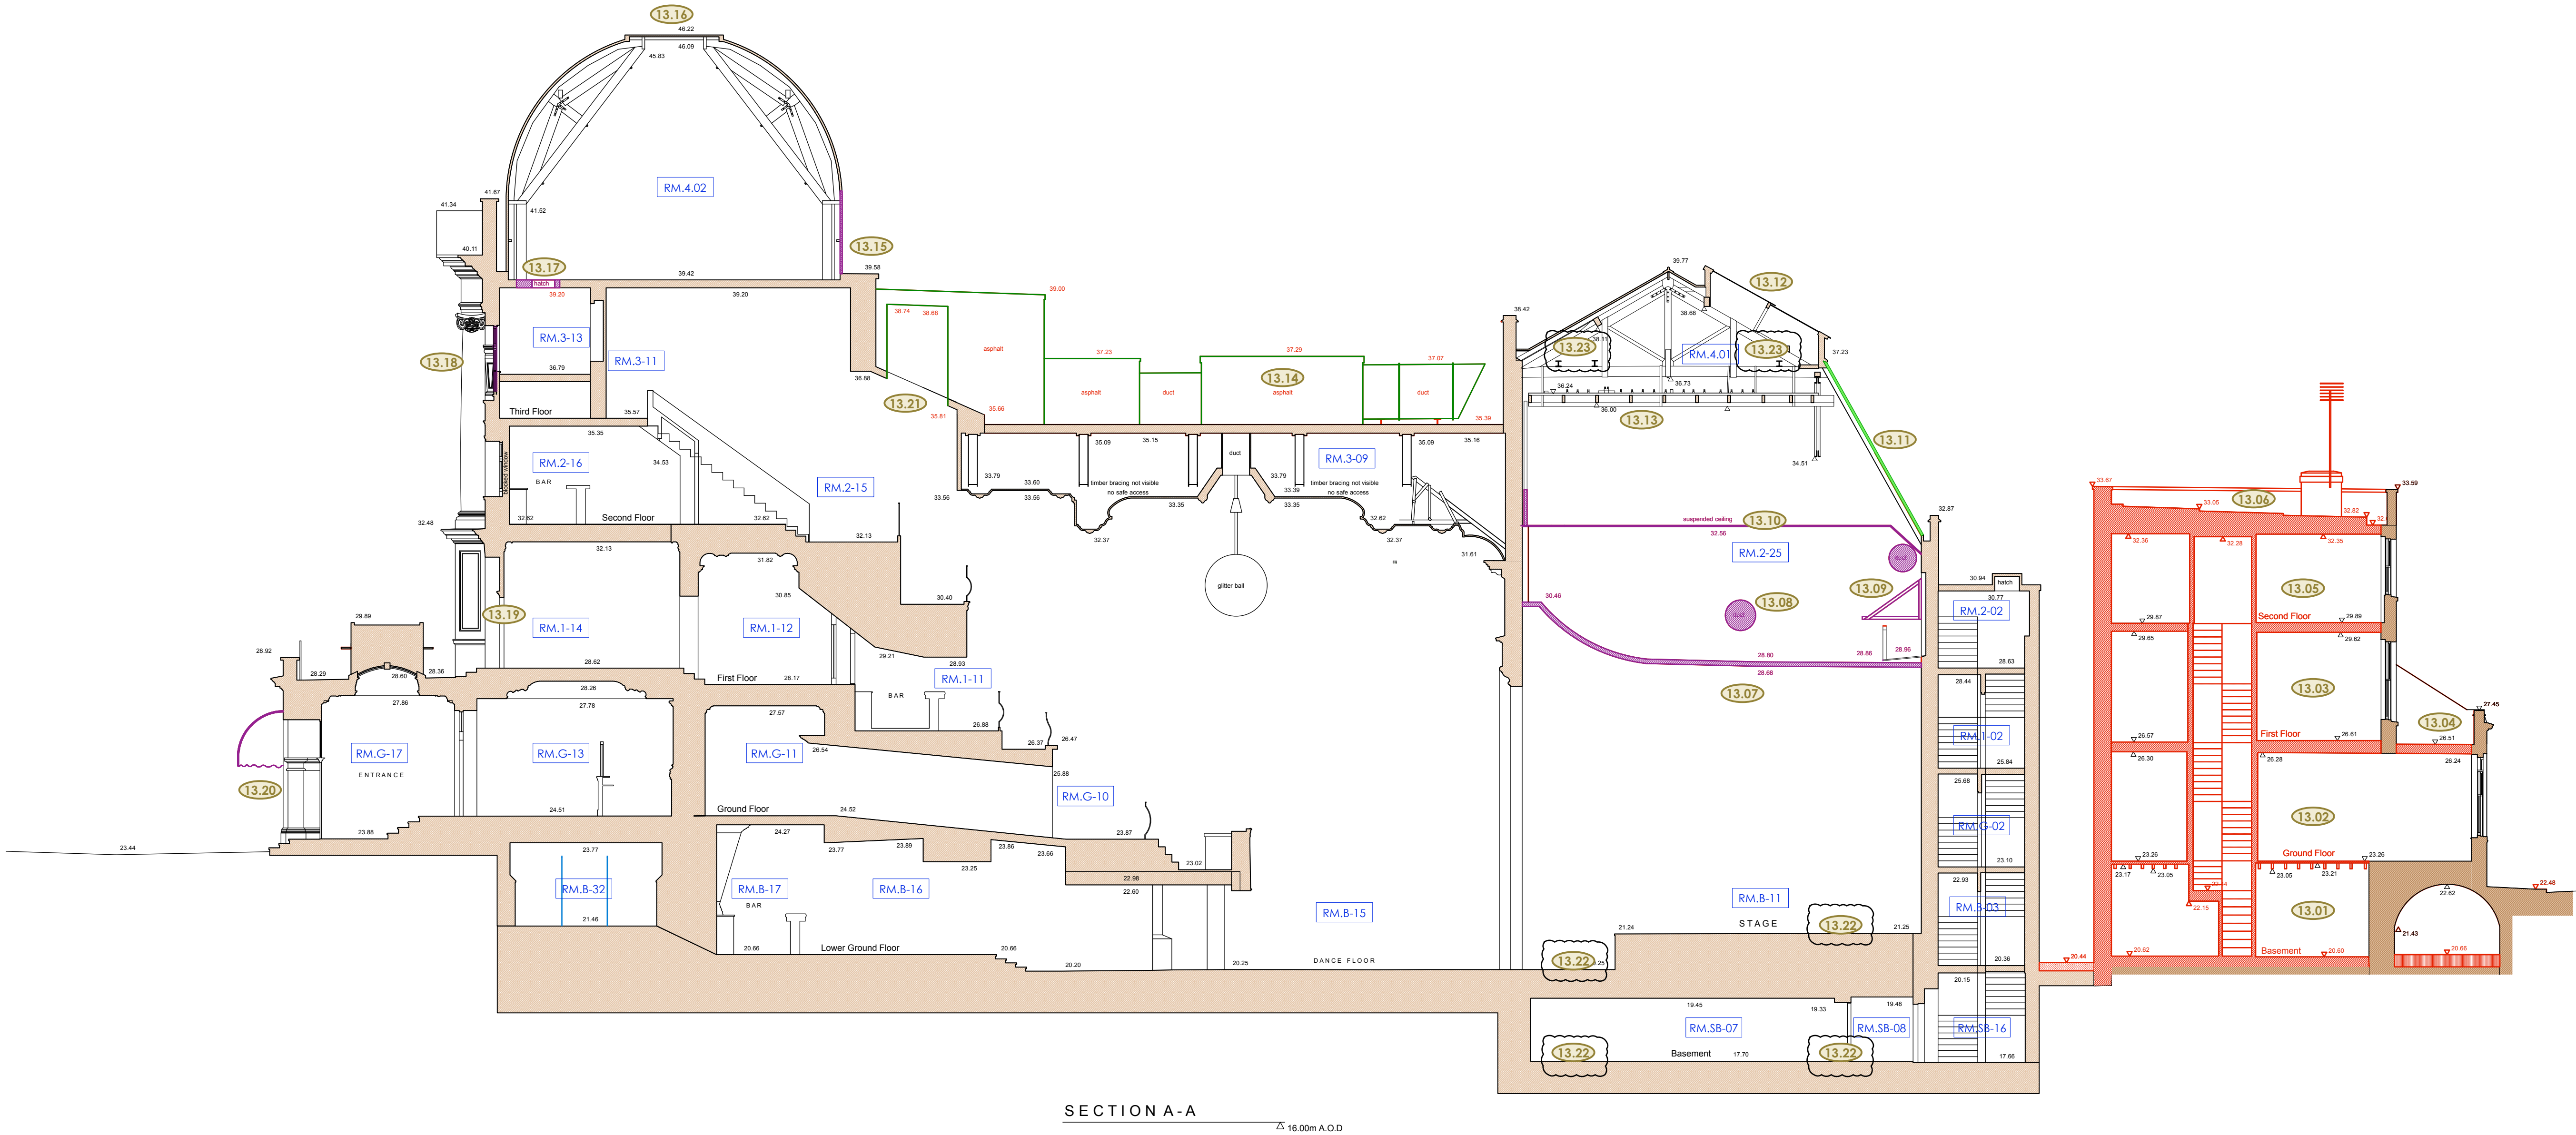 13.16
46.22
46.09
45.83
RM.4.02
41.67
41.34
41.52
40.11
13.15
13.17
39.58
39.42
hatch
39.20
39.20
39.00
38.74
38.68
asphalt
13.18
RM.3-13
RM.3-11
36.79
36.88
Third Floor
35.57
13.21
35.81
35.66
37.23
asphalt
duct
37.29
13.14
asphalt
37.07
duct
35.39
38.42
39.77
13.12
38.68
13.23
38.11
RM.4.01
13.23
37.23
36.24
36.73
36.00
13.13
13.11
34.51
35.35
RM.2-16
34.53
BAR
blocked window
32.62
Second Floor
32.62
RM.2-15
32.48
32.13
33.56
33.79
33.60
33.56
35.09
35.15
timber bracing not visible
no safe access
33.35
32.37
duct
33.79
33.39
33.35
RM.3-09
35.09
35.16
timber bracing not visible
no safe access
32.62
32.37
31.61
glitter ball
suspended ceiling
13.10
32.56
RM.2-25
32.87
duct
13.09
13.08
duct
30.46
28.80
28.68
28.86
28.96
13.07
32.13
31.82
30.85
30.40
13.19
RM.1-14
RM.1-12
29.89
28.92
28.29
28.60
28.36
28.62
29.21
28.93
First Floor
28.17
RM.1-11
BAR
26.88
28.26
27.86
27.78
27.57
26.37
26.47
26.54
25.88
RM.G-17
ENTRANCE
RM.G-13
RM.G-11
RM.G-10
13.20
23.88
24.51
Ground Floor
24.52
23.87
23.44
23.77
24.27
23.77
23.89
23.25
23.86
23.66
23.02
22.98
22.60
RM.B-32
21.46
RM.B-17
BAR
RM.B-16
RM.B-15
20.66
Lower Ground Floor
20.66
20.20
20.25
DANCE FLOOR
RM.B-11
STAGE
21.24
13.22
21.25
13.22
19.45
19.33
19.48
RM.SB-07
RM.SB-08
RM.SB-16
13.22
Basement
17.70
13.22
17.66
30.94
hatch
30.77
RM.2-02
28.63
28.44
RM.1-02
25.84
25.68
RM.G-02
23.10
22.93
RM.B-03
20.36
20.15
20.44
33.67
33.05
13.06
32.82
33.59
32.36
32.28
32.35
13.05
Second Floor
29.87
29.89
29.65
29.62
13.03
First Floor
26.57
26.61
13.04
27.45
26.51
26.30
26.28
26.24
13.02
Ground Floor
23.26
23.26
23.17
23.05
23.05
23.21
22.15
13.01
Basement
20.62
20.60
22.62
21.43
20.66
22.48
SECTION A-A
16.00m A.O.D